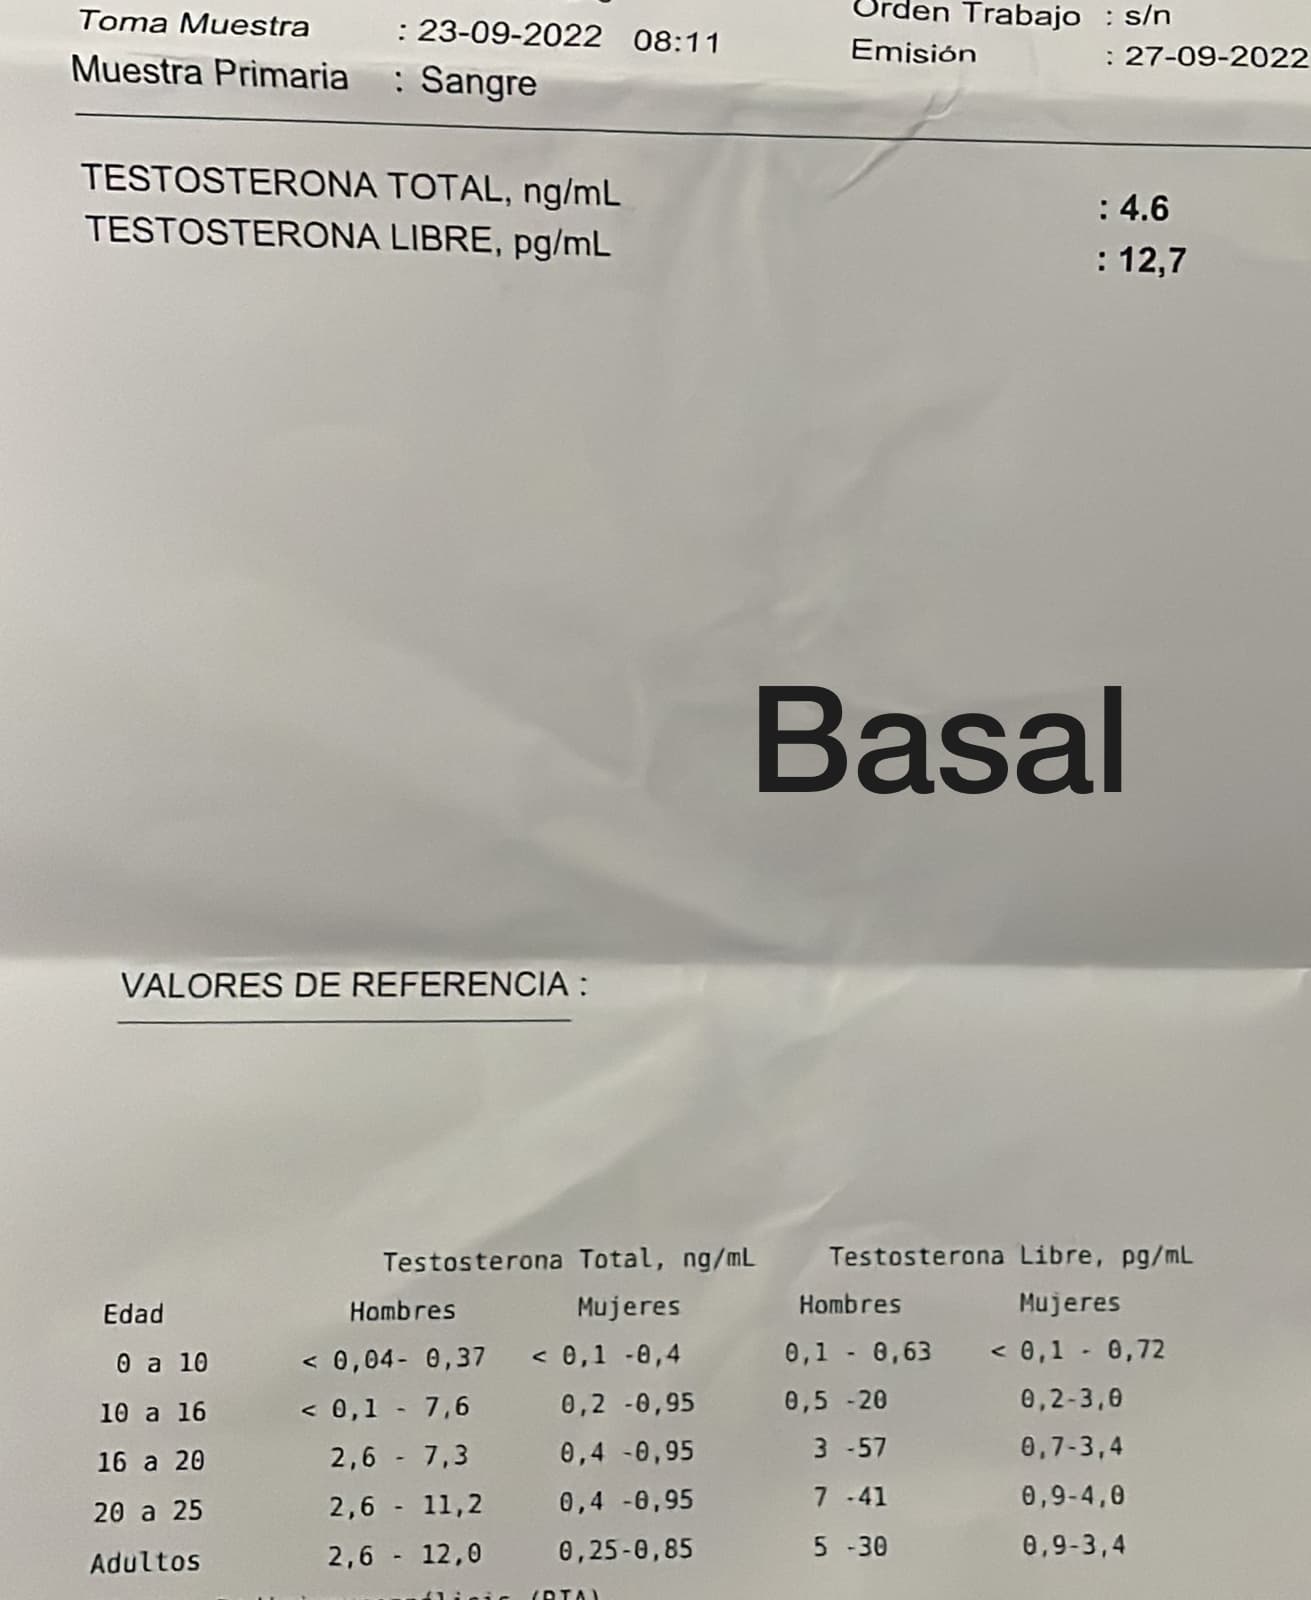 Toma Muestra : 23-09-2022 08:11
Orden Trabajo : s/n
Muestra Primaria : Sangre
Emisión : 27-09-2022
TESTOSTERONA TOTAL, ng/mL : 4.6
TESTOSTERONA LIBRE, pg/mL : 12,7
Basal
VALORES DE REFERENCIA :
Testosterona Total, ng/mL Testosterona Libre, pg/mL
Edad Hombres Mujeres Hombres Mujeres
0 a 10 < 0,04- 0,37 < 0,1 -0,4 0,1 - 0,63 < 0,1 - 0,72
10 a 16 < 0,1 - 7,6 0,2 -0,95 0,5 -20 0,2-3,0
16 a 20 2,6 - 7,3 0,4 -0,95 3 -57 0,7-3,4
20 a 25 2,6 - 11,2 0,4 -0,95 7 -41 0,9-4,0
Adultos 2,6 - 12,0 0,25-0,85 5 -30 0,9-3,4